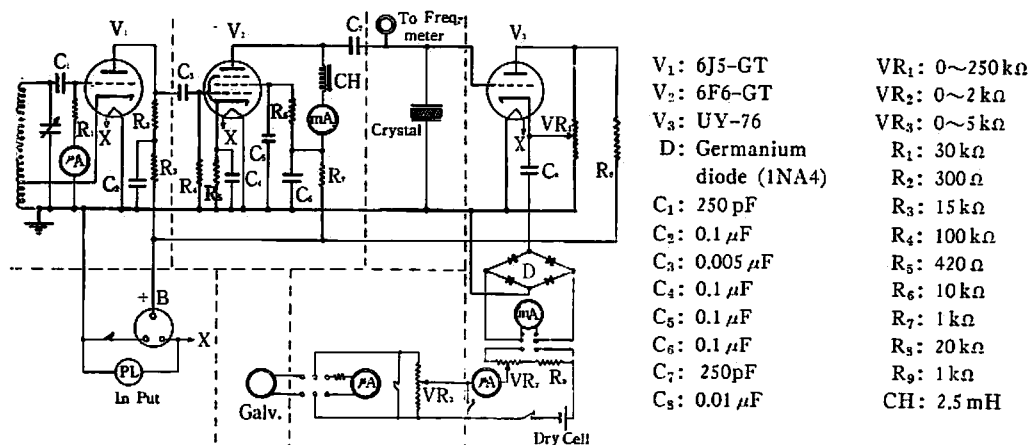 V₁
V₂
V₃
C₁
C₃
C₇
To Freq.
meter
CH
mA
Crystal
R₁
X
R₂
R₃
C₂
μA
R₄
R₅
C₄
C₅
R₆
C₆
R₇
X
X
VR₁
C₈
R₈
+ B
X
PL
In Put
D
mA
Galv.
μA
VR₃
μA
VR₂
R₉
Dry Cell
V₁: 6J5-GT
V₂: 6F6-GT
V₃: UY-76
D: Germanium
diode (1NA4)
C₁: 250 pF
C₂: 0.1 μF
C₃: 0.005 μF
C₄: 0.1 μF
C₅: 0.1 μF
C₆: 0.1 μF
C₇: 250pF
C₈: 0.01 μF
VR₁: 0~250 kΩ
VR₂: 0~2 kΩ
VR₃: 0~5 kΩ
R₁: 30 kΩ
R₂: 300 Ω
R₃: 15 kΩ
R₄: 100 kΩ
R₅: 420 Ω
R₆: 10 kΩ
R₇: 1 kΩ
R₈: 20 kΩ
R₉: 1 kΩ
CH: 2.5 mH